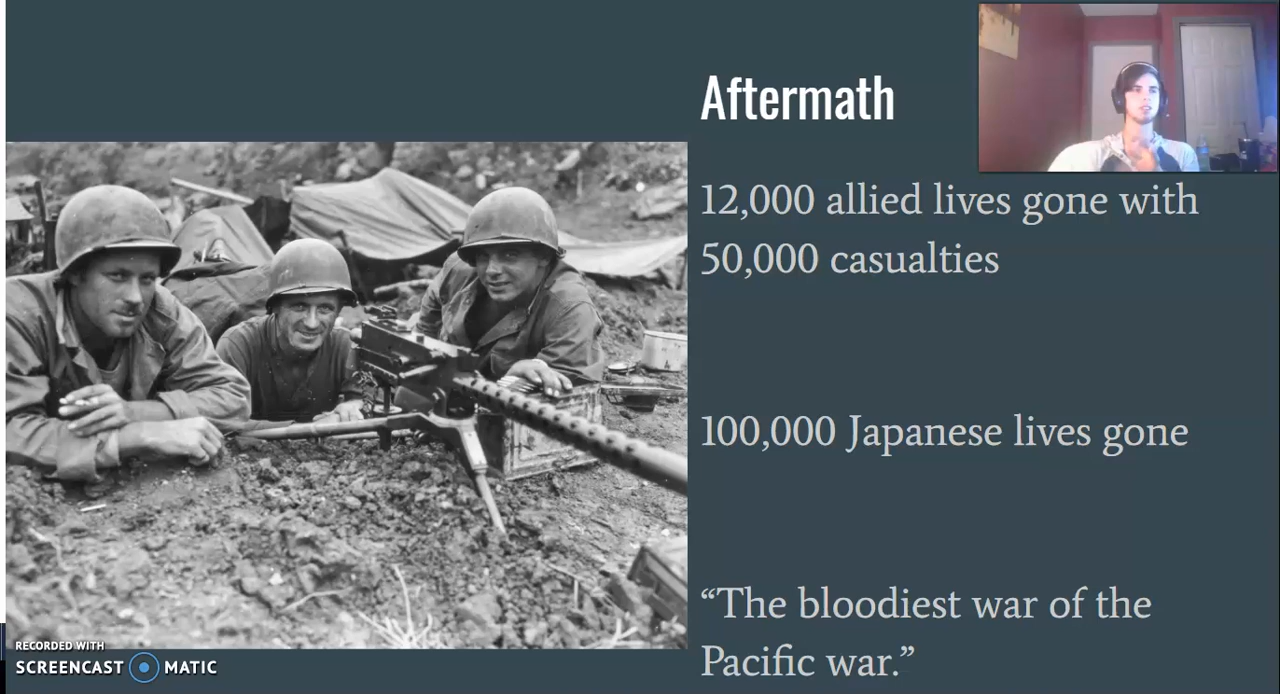 Aftermath
12,000 allied lives gone with
50,000 casualties
100,000 Japanese lives gone
“The bloodiest war of the
Pacific war.”
RECORDED WITH
SCREENCAST MATIC